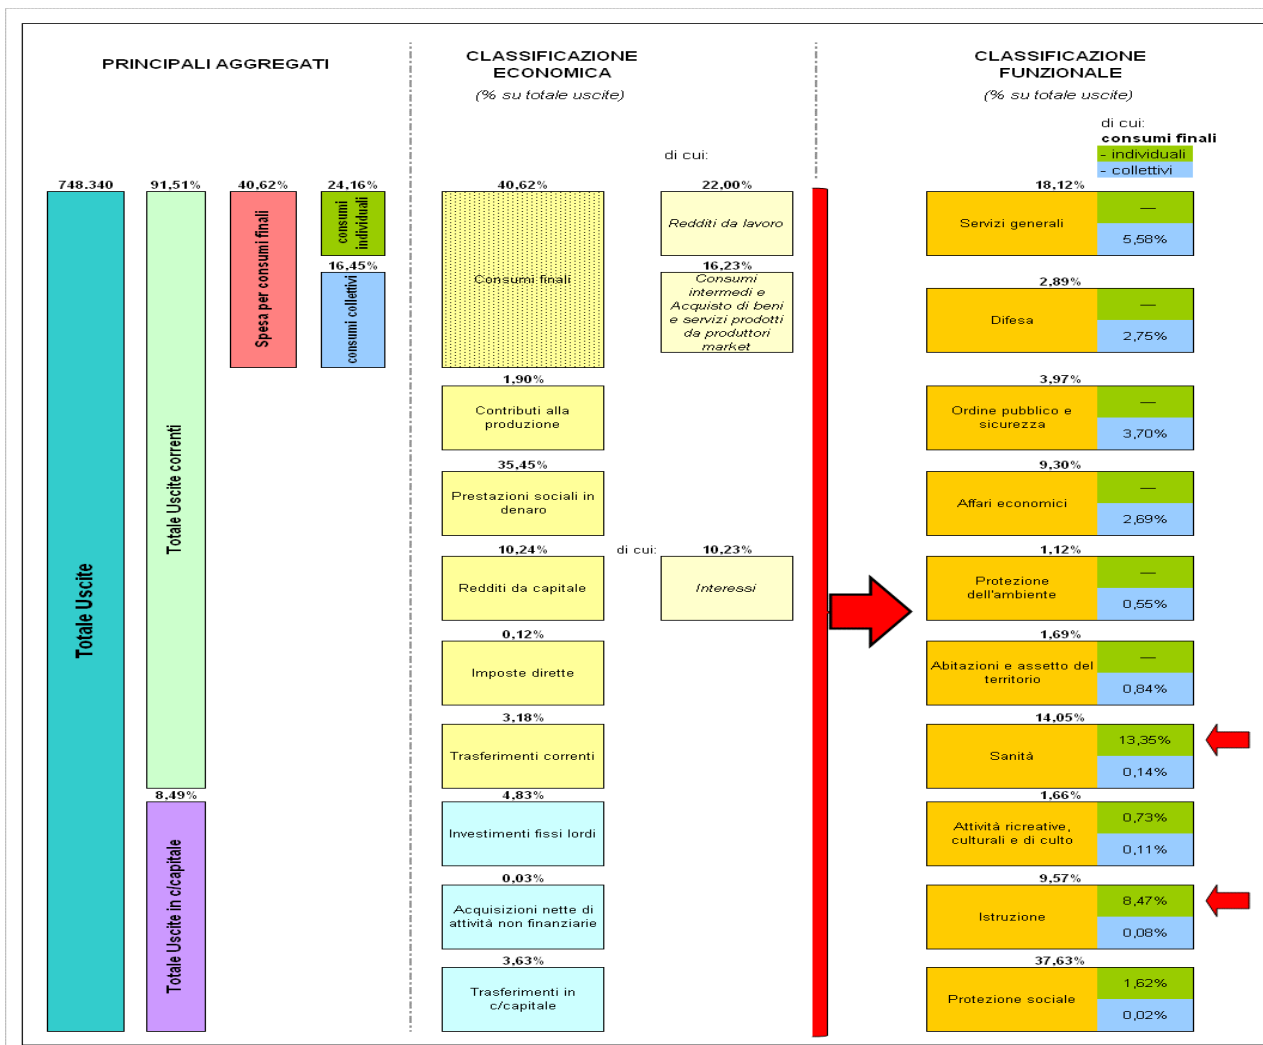 PRINCIPALI AGGREGATI
CLASSIFICAZIONE
ECONOMICA
(% su totale uscite)
CLASSIFICAZIONE
FUNZIONALE
(% su totale uscite)
di cui:
consumi finali
- individuali
- collettivi
di cui:
748.340
91,51%
40,62%
24,16%
40,62%
22,00%
18,12%
Totale Uscite
Totale Uscite correnti
Spesa per consumi finali
consumi
individuali
16,45%
consumi collettivi
8,49%
Totale Uscite in c/capitale
Consumi finali
Redditi da lavoro
16,23%
Consumi
intermedi e
Acquisto di beni
e servizi prodotti
da produttori
market
1,90%
Contributi alla
produzione
35,45%
Prestazioni sociali in
denaro
10,24%
di cui:
10,23%
Redditi da capitale
Interessi
0,12%
Imposte dirette
3,18%
Trasferimenti correnti
4,83%
Investimenti fissi lordi
0,03%
Acquisizioni nette di
attività non finanziarie
3,63%
Trasferimenti in
c/capitale
Servizi generali
—
5,58%
2,89%
Difesa
—
2,75%
3,97%
Ordine pubblico e
sicurezza
—
3,70%
9,30%
Affari economici
—
2,69%
1,12%
Protezione
dell'ambiente
—
0,55%
1,69%
Abitazioni e assetto del
territorio
—
0,84%
14,05%
Sanità
13,35%
0,14%
1,66%
Attività ricreative,
culturali e di culto
0,73%
0,11%
9,57%
Istruzione
8,47%
0,08%
37,63%
Protezione sociale
1,62%
0,02%